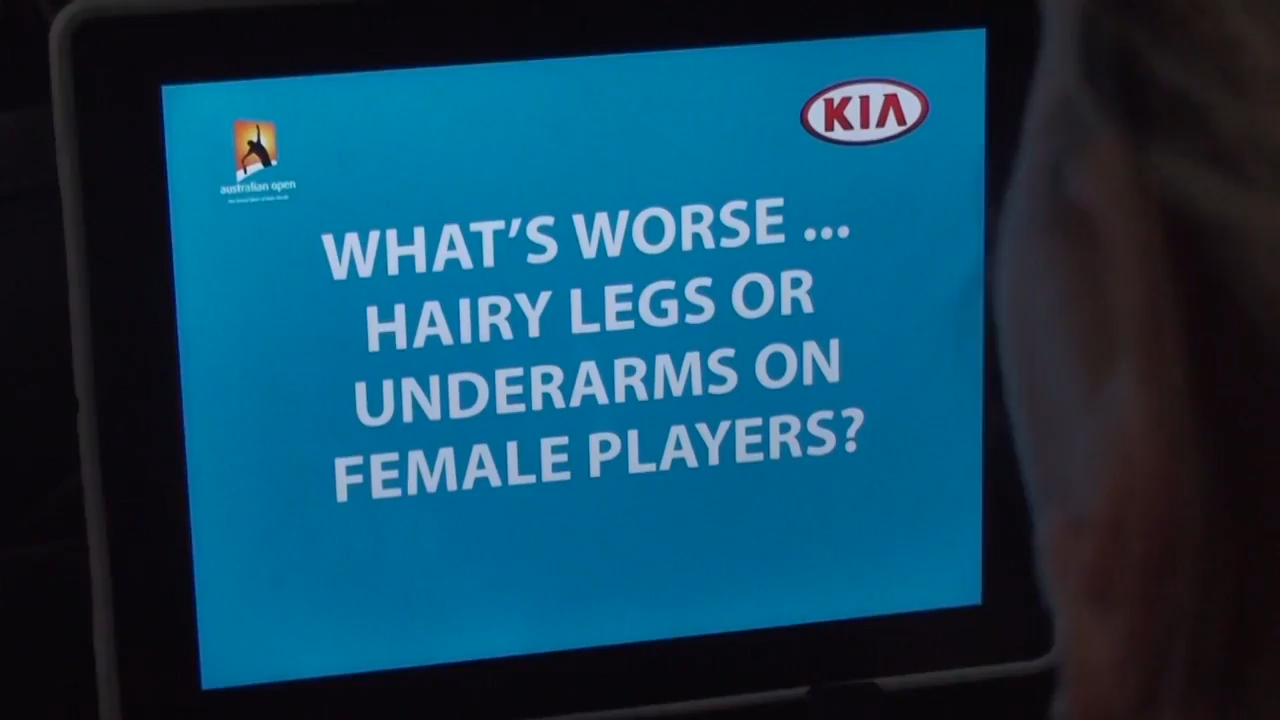 KIA
australian open
WHAT'S WORSE ...
HAIRY LEGS OR
UNDERARMS ON
FEMALE PLAYERS?